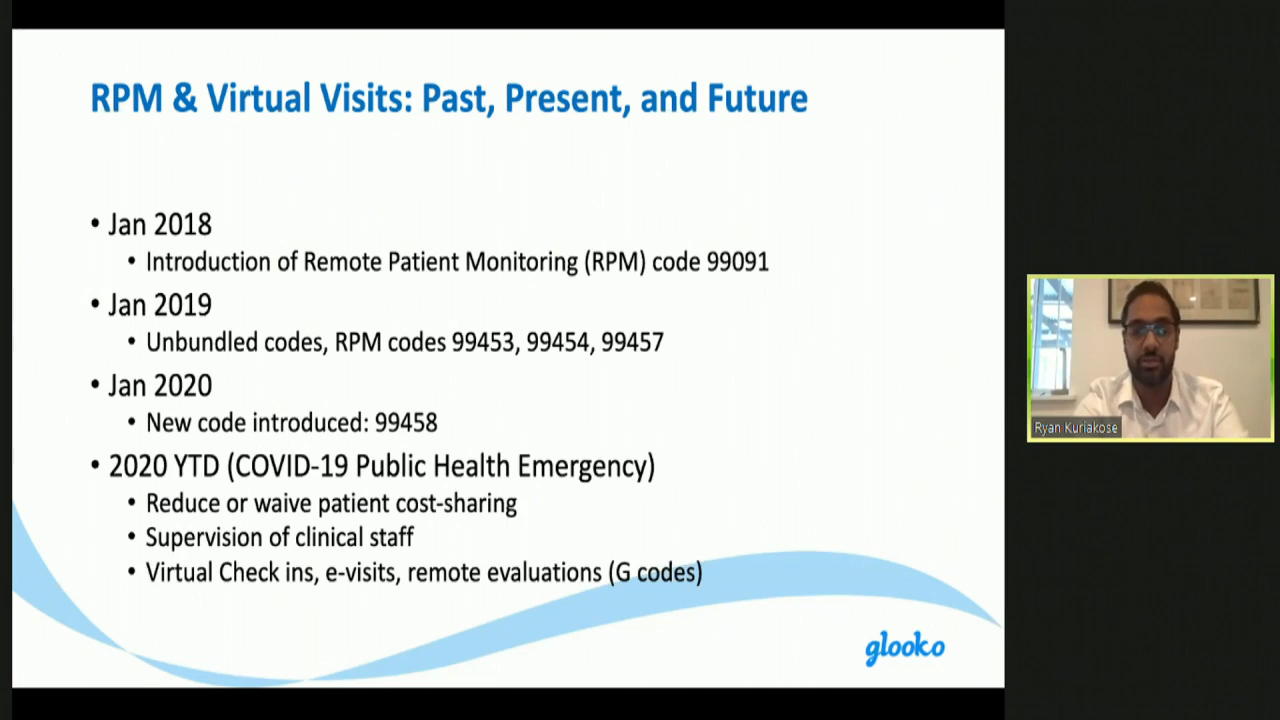 RPM & Virtual Visits: Past, Present, and Future
• Jan 2018
• Introduction of Remote Patient Monitoring (RPM) code 99091
• Jan 2019
• Unbundled codes, RPM codes 99453, 99454, 99457
• Jan 2020
• New code introduced: 99458
• 2020 YTD (COVID-19 Public Health Emergency)
• Reduce or waive patient cost-sharing
• Supervision of clinical staff
• Virtual Check ins, e-visits, remote evaluations (G codes)
glooko
Ryan Kuriakose